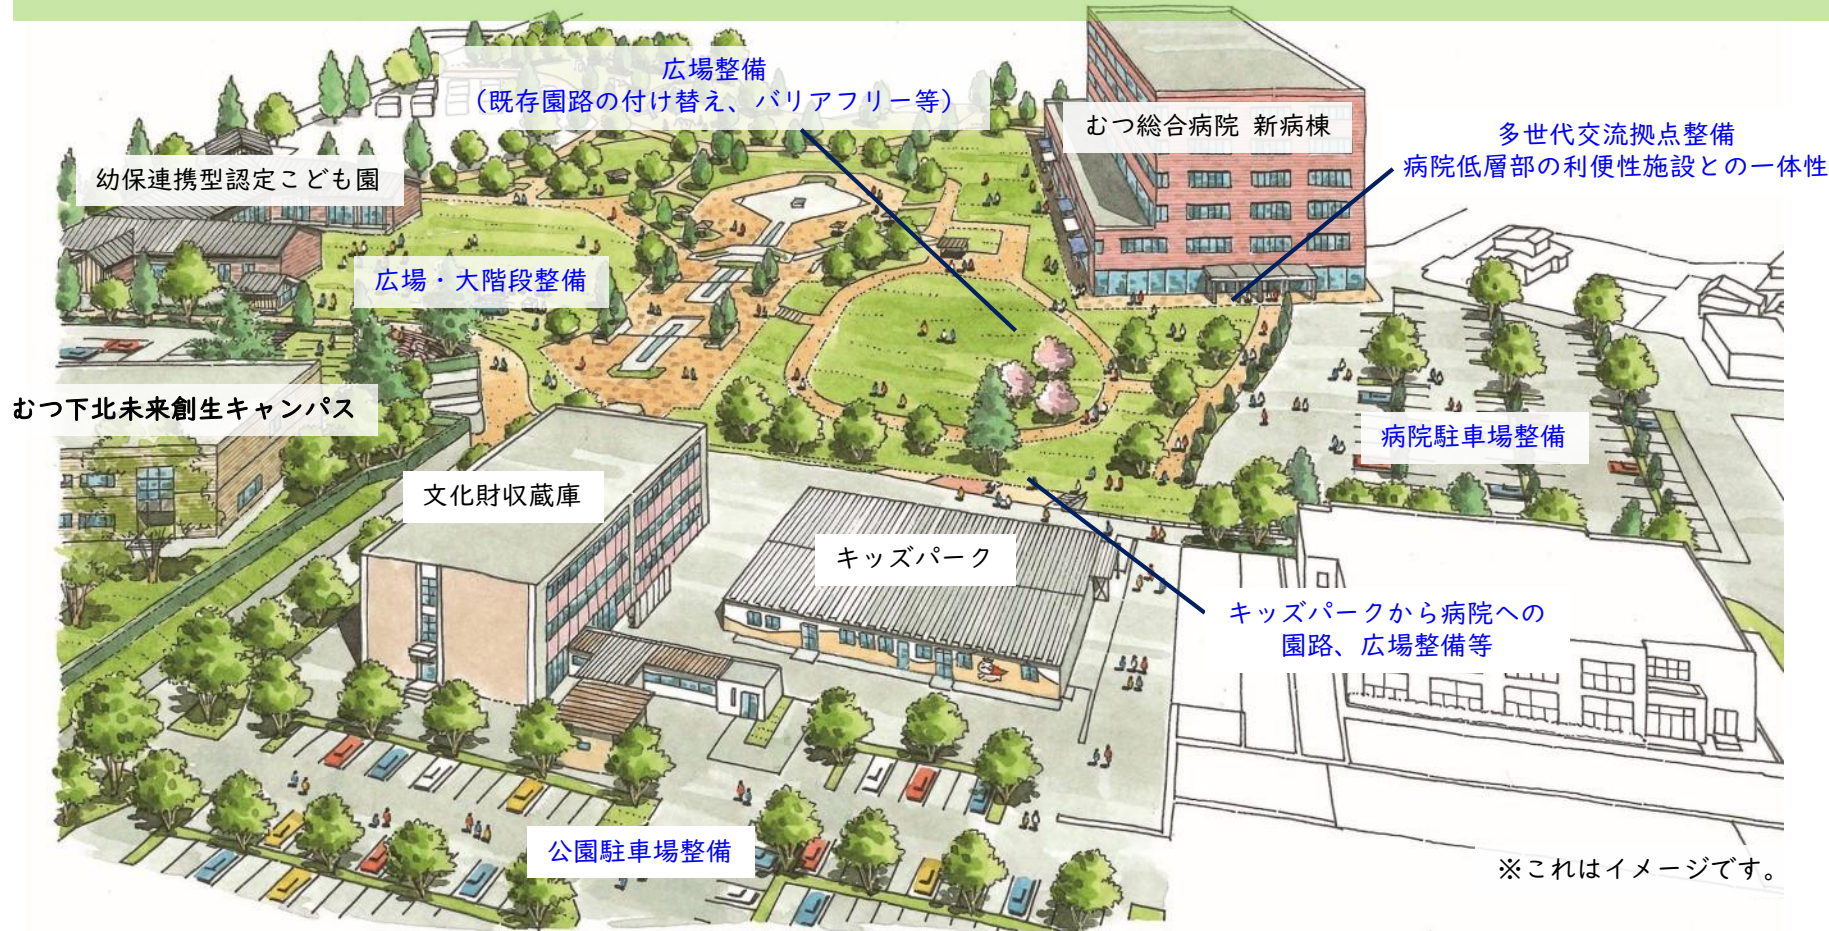 広場整備
（既存園路の付け替え、バリアフリー等）
むつ総合病院 新病棟
多世代交流拠点整備
病院低層部の利便性施設との一体性
幼保連携型認定こども園
広場・大階段整備
むつ下北未来創生キャンパス
病院駐車場整備
文化財収蔵庫
キッズパーク
キッズパークから病院への
園路、広場整備等
公園駐車場整備
※これはイメージです。